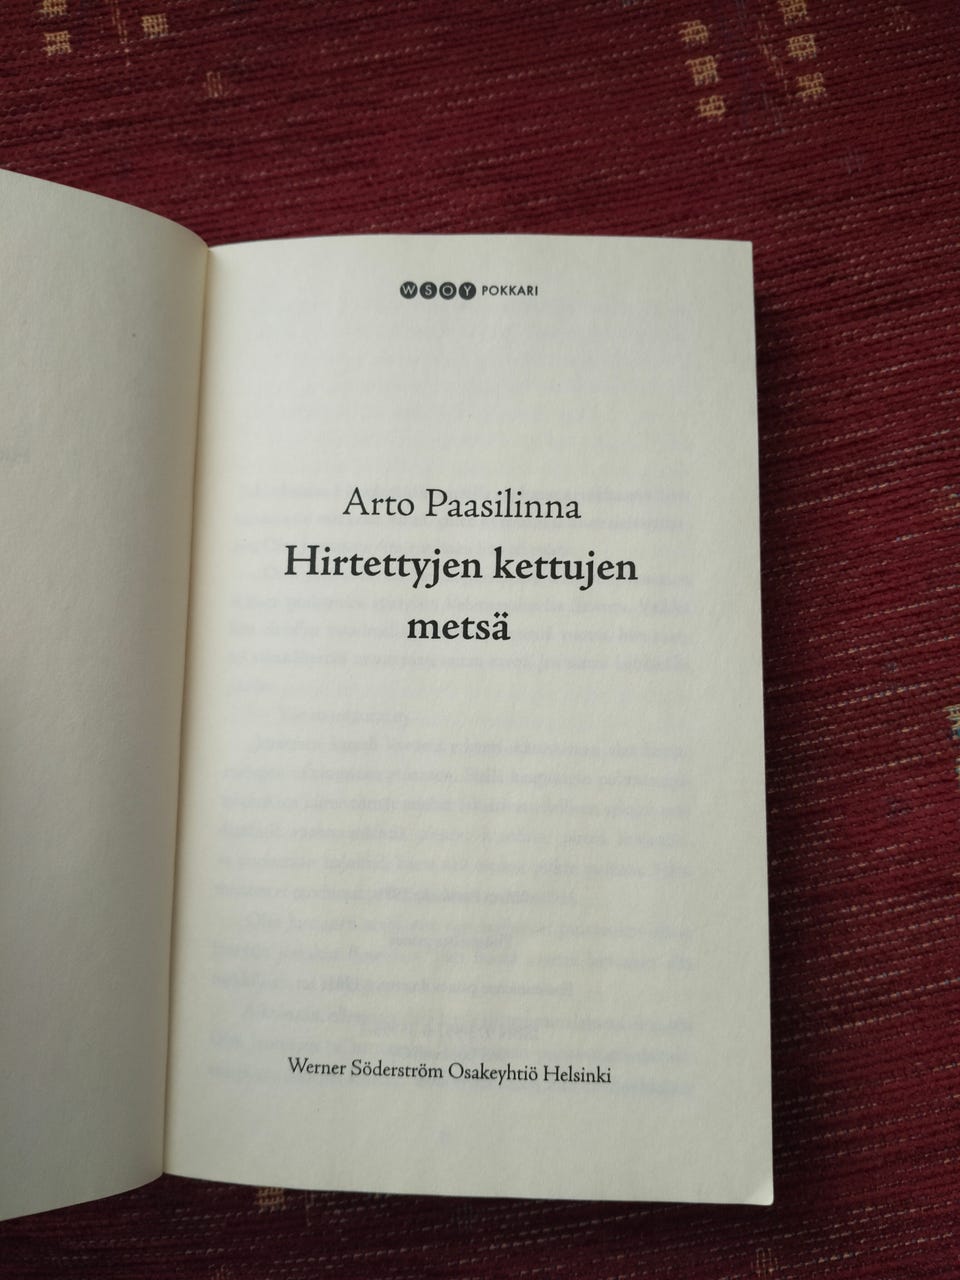 WSOY POKKARI
Arto Paasilinna
Hirtettyjen kettujen
metsä
Werner Söderström Osakeyhtiö Helsinki